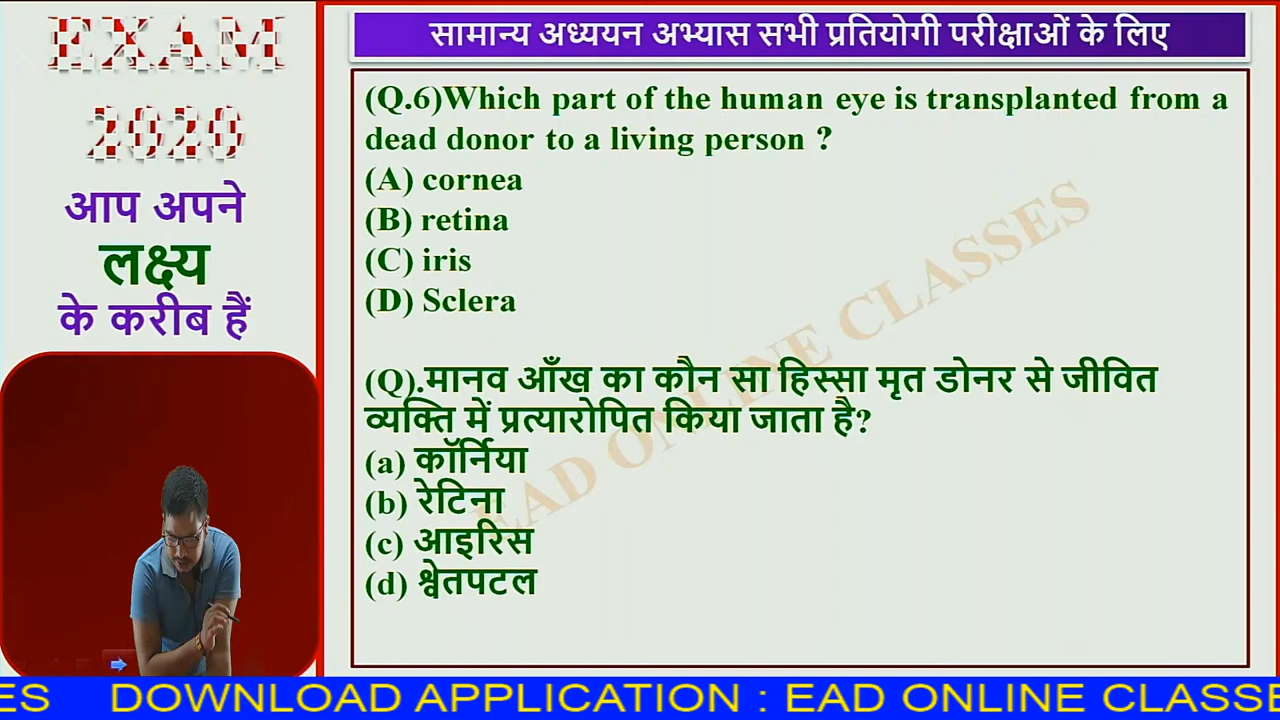 EXAM
2020
आप अपने
लक्ष्य
के करीब हैं
सामान्य अध्ययन अभ्यास सभी प्रतियोगी परीक्षाओं के लिए
(Q.6)Which part of the human eye is transplanted from a
dead donor to a living person ?
(A) cornea
(B) retina
(C) iris
(D) Sclera
(Q).मानव आँख का कौन सा हिस्सा मृत डोनर से जीवित
व्यक्ति में प्रत्यारोपित किया जाता है?
(a) कॉर्निया
(b) रेटिना
(c) आइरिस
(d) श्वेतपटल
EAD ONLINE CLASSES
ES DOWNLOAD APPLICATION : EAD ONLINE CLASSE